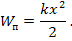 Wп = kx²/2.